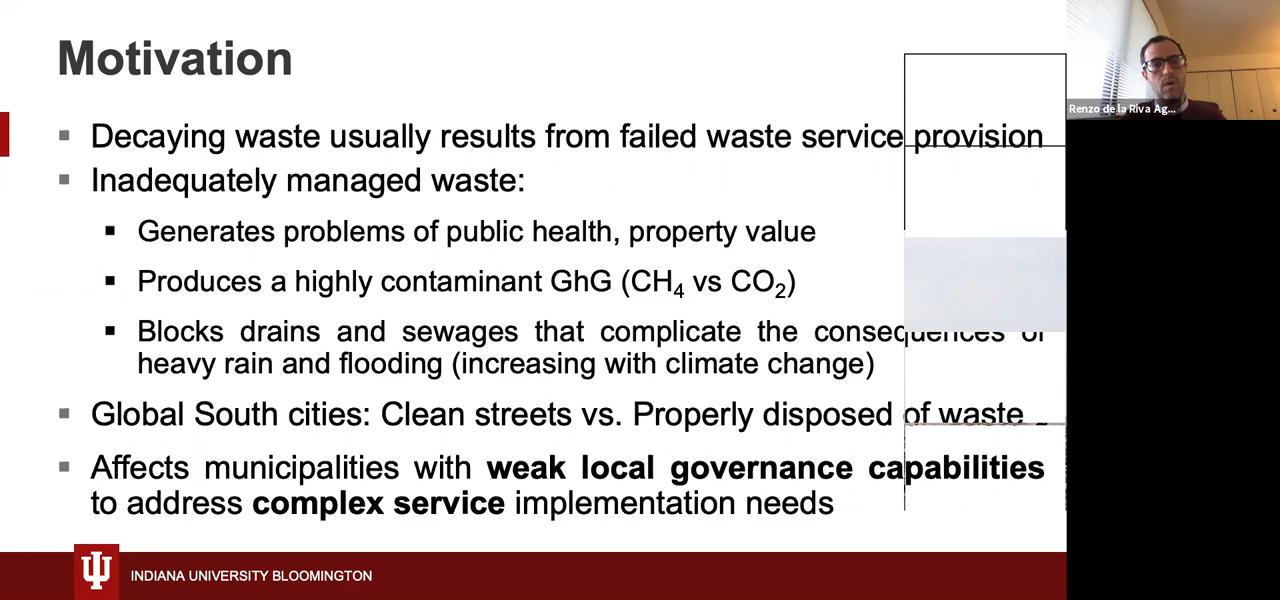 Motivation
Decaying waste usually results from failed waste service provision
Inadequately managed waste:
Generates problems of public health, property value
Produces a highly contaminant GhG (CH₄ vs CO₂)
Blocks drains and sewages that complicate the consequences of
heavy rain and flooding (increasing with climate change)
Global South cities: Clean streets vs. Properly disposed of waste
Affects municipalities with weak local governance capabilities
to address complex service implementation needs
INDIANA UNIVERSITY BLOOMINGTON
Renzo de la Riva Ag...